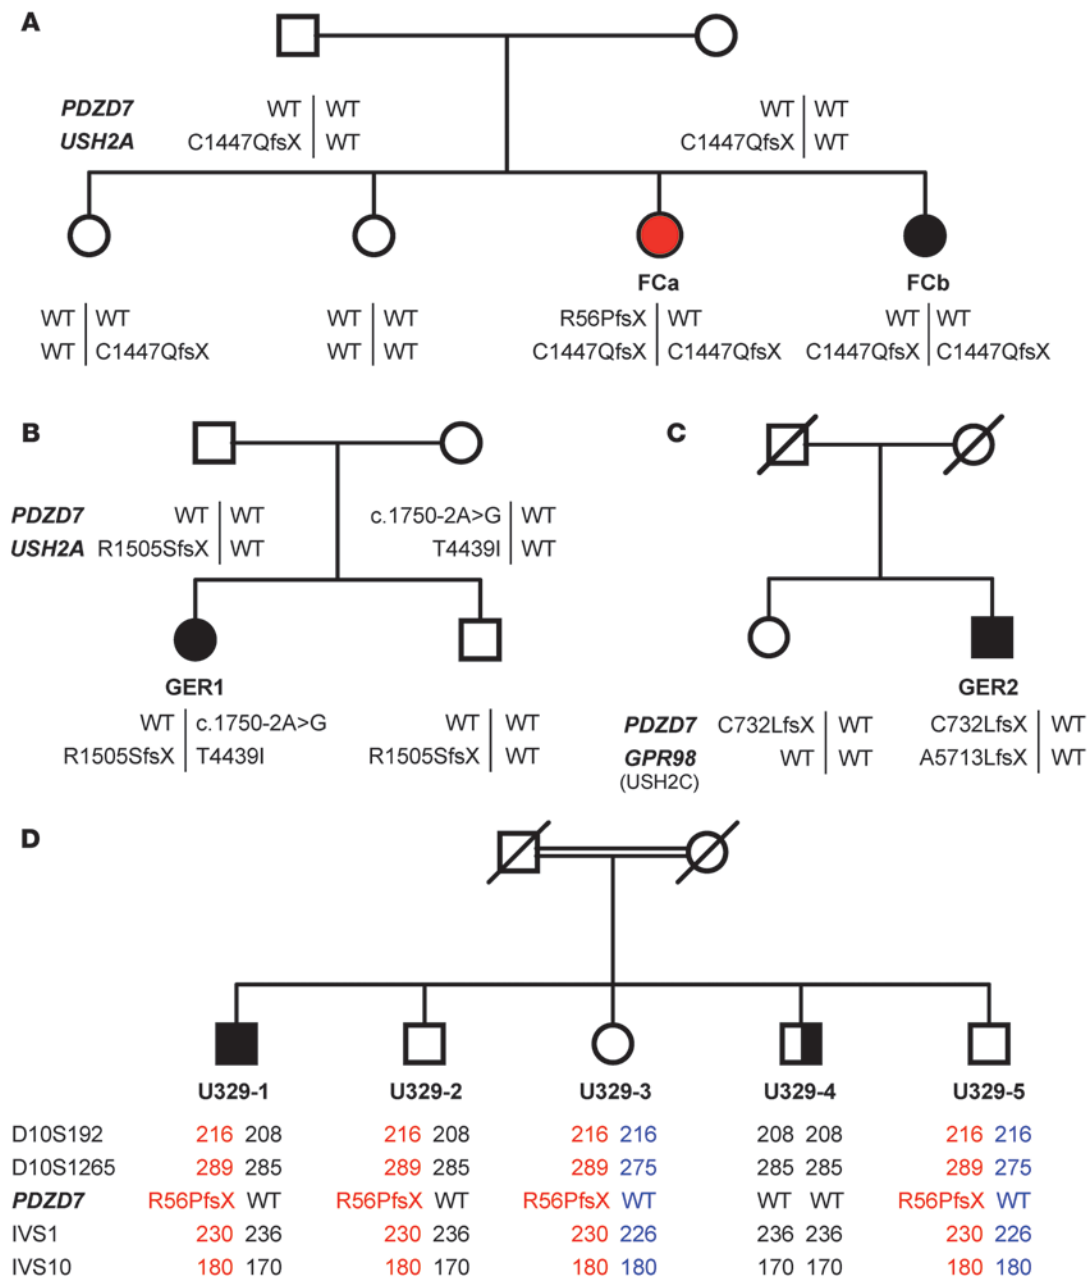 A
PDZD7 WT WT WT WT
USH2A C1447QfsX WT C1447QfsX WT
FCa FCb
WT WT WT WT R56PfsX WT WT WT
WT C1447QfsX WT WT C1447QfsX C1447QfsX C1447QfsX C1447QfsX
B
PDZD7 WT WT c.1750-2A>G WT
USH2A R1505SfsX WT T4439I WT
GER1
WT c.1750-2A>G WT WT
R1505SfsX T4439I R1505SfsX WT
C
GER2
PDZD7 C732LfsX WT C732LfsX WT
GPR98 WT WT A5713LfsX WT
(USH2C)
D
U329-1 U329-2 U329-3 U329-4 U329-5
D10S192 216 208 216 208 216 216 208 208 216 216
D10S1265 289 285 289 285 289 275 285 285 289 275
PDZD7 R56PfsX WT R56PfsX WT R56PfsX WT WT WT R56PfsX WT
IVS1 230 236 230 236 230 226 236 236 230 226
IVS10 180 170 180 170 180 180 170 170 180 180